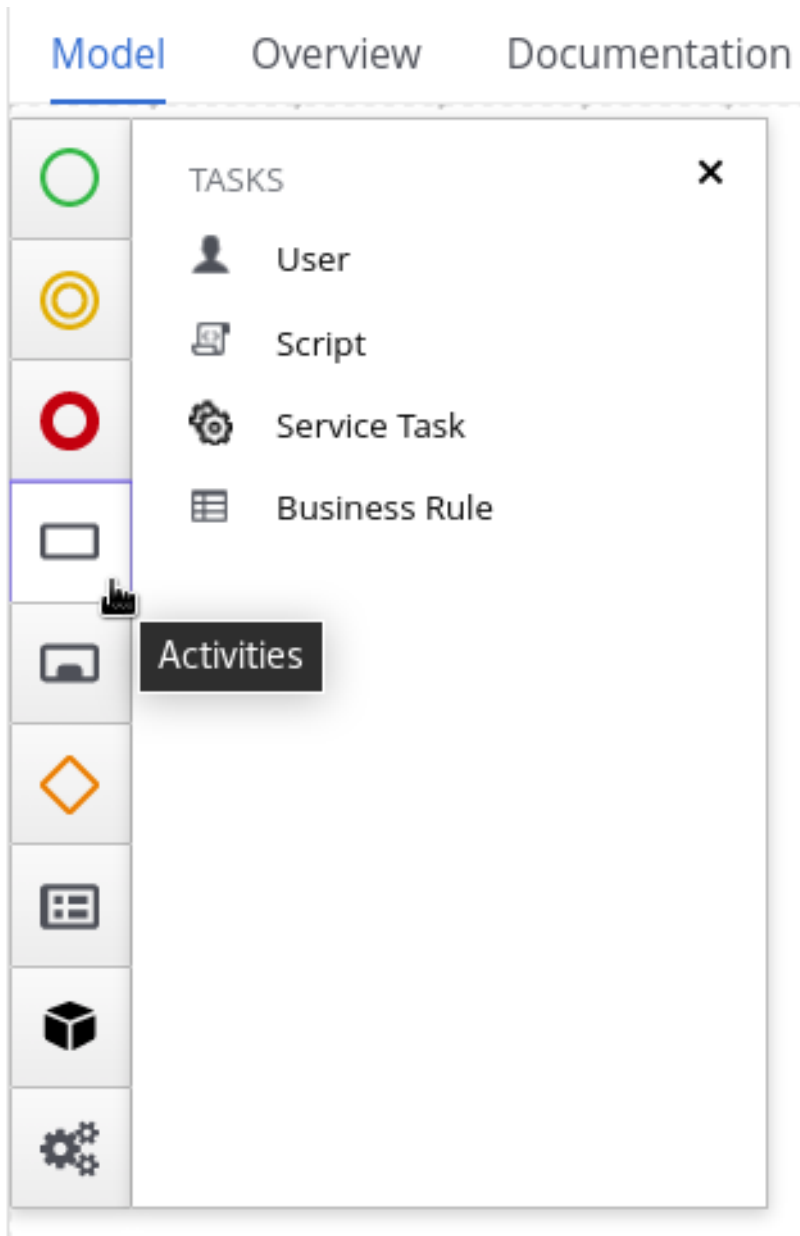 Model Overview Documentation
TASKS
User
Script
Service Task
Business Rule
Activities